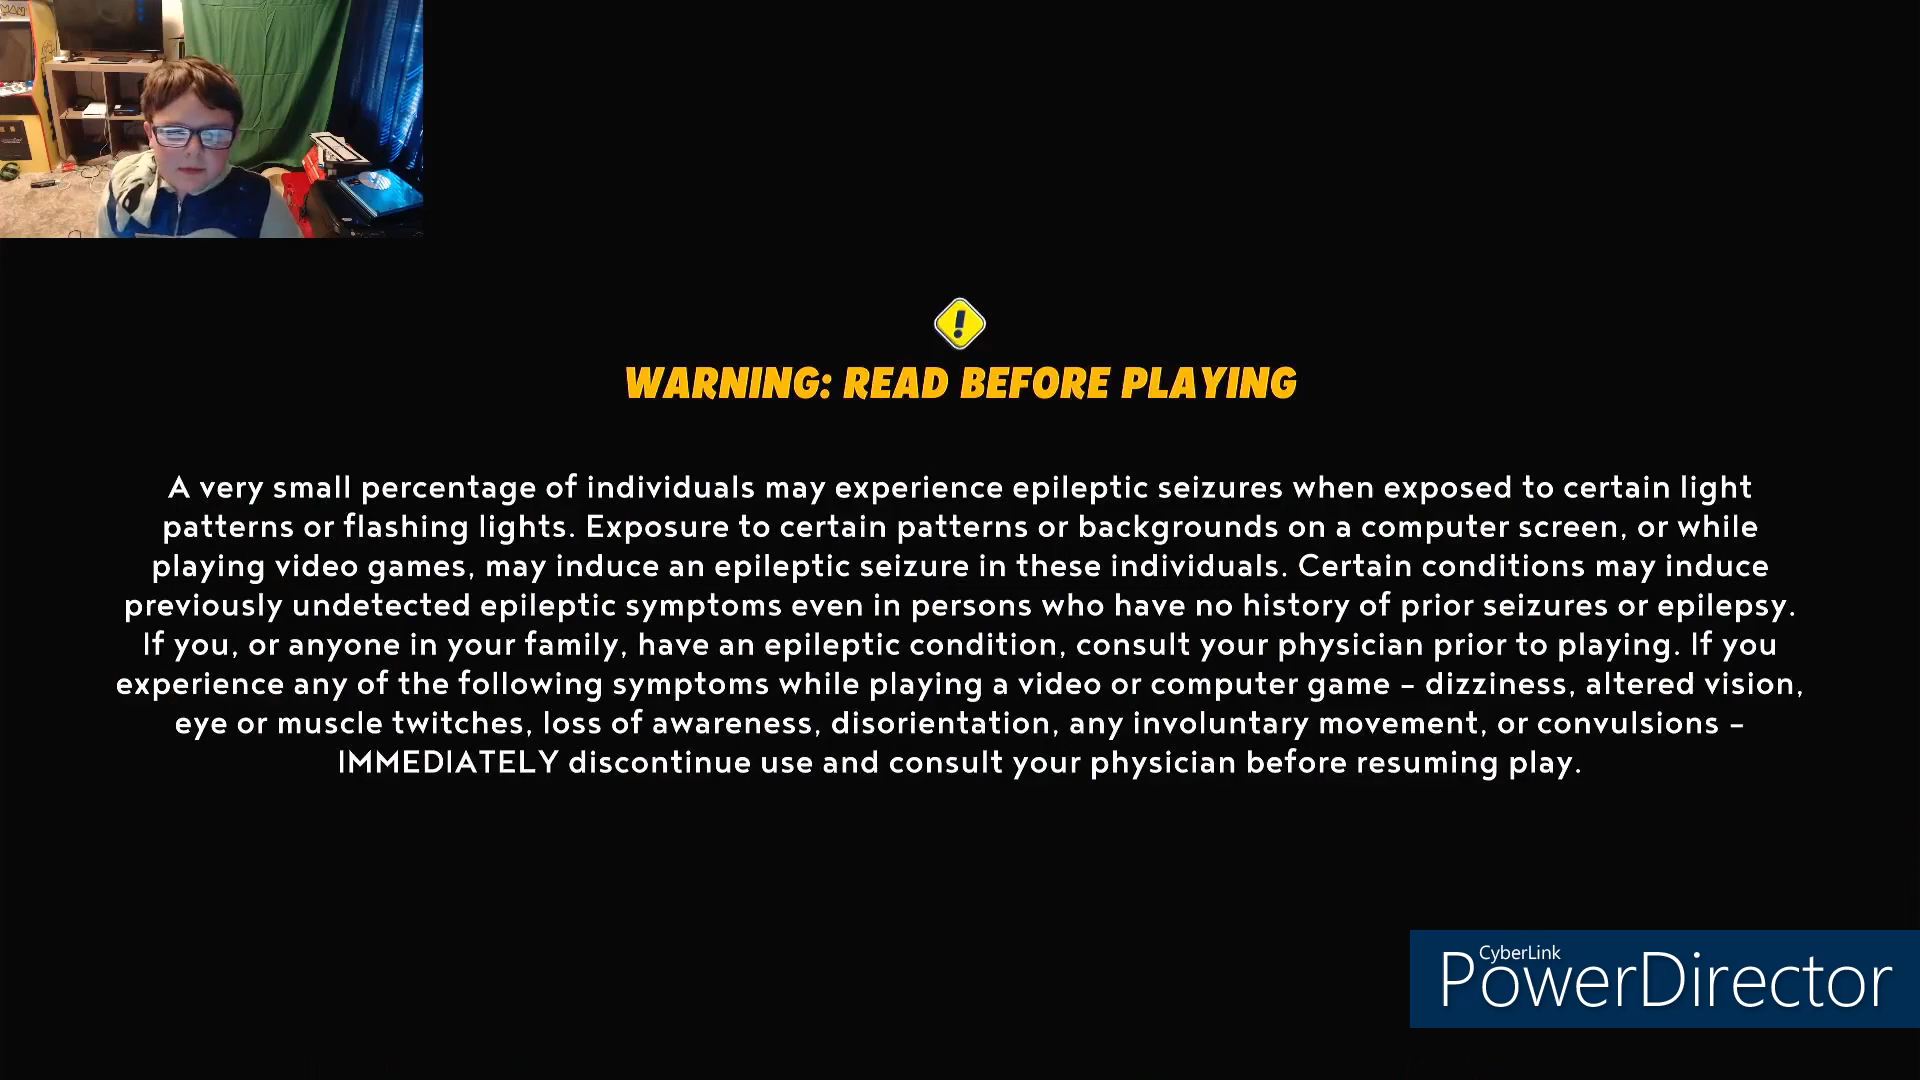 MAN
WARNING: READ BEFORE PLAYING
A very small percentage of individuals may experience epileptic seizures when exposed to certain light
patterns or flashing lights. Exposure to certain patterns or backgrounds on a computer screen, or while
playing video games, may induce an epileptic seizure in these individuals. Certain conditions may induce
previously undetected epileptic symptoms even in persons who have no history of prior seizures or epilepsy.
If you, or anyone in your family, have an epileptic condition, consult your physician prior to playing. If you
experience any of the following symptoms while playing a video or computer game – dizziness, altered vision,
eye or muscle twitches, loss of awareness, disorientation, any involuntary movement, or convulsions –
IMMEDIATELY discontinue use and consult your physician before resuming play.
CyberLink
PowerDirector